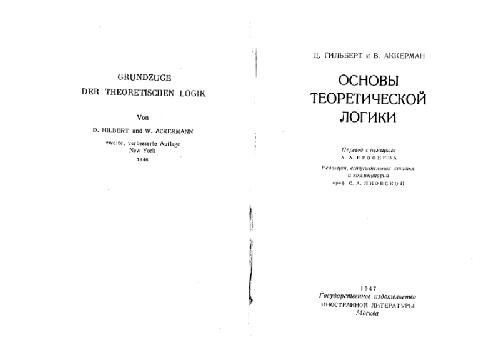 GRUNDZÜGE
DER THEORETISCHEN LOGIK
Von
D. HILBERT und W. ACKERMANN
zweite, verbesserte Auflage
New York
1946
Д. ГИЛЬБЕРТ и В. АККЕРМАН
ОСНОВЫ
ТЕОРЕТИЧЕСКОЙ
ЛОГИКИ
Перевод с немецкого
А. А. ЕРОФЕЕВА
Редакция, вступительная статья
и комментарии
проф. С. А. ЯНОВСКОЙ
1947
Государственное издательство
ИНОСТРАННОЙ ЛИТЕРАТУРЫ
Москва